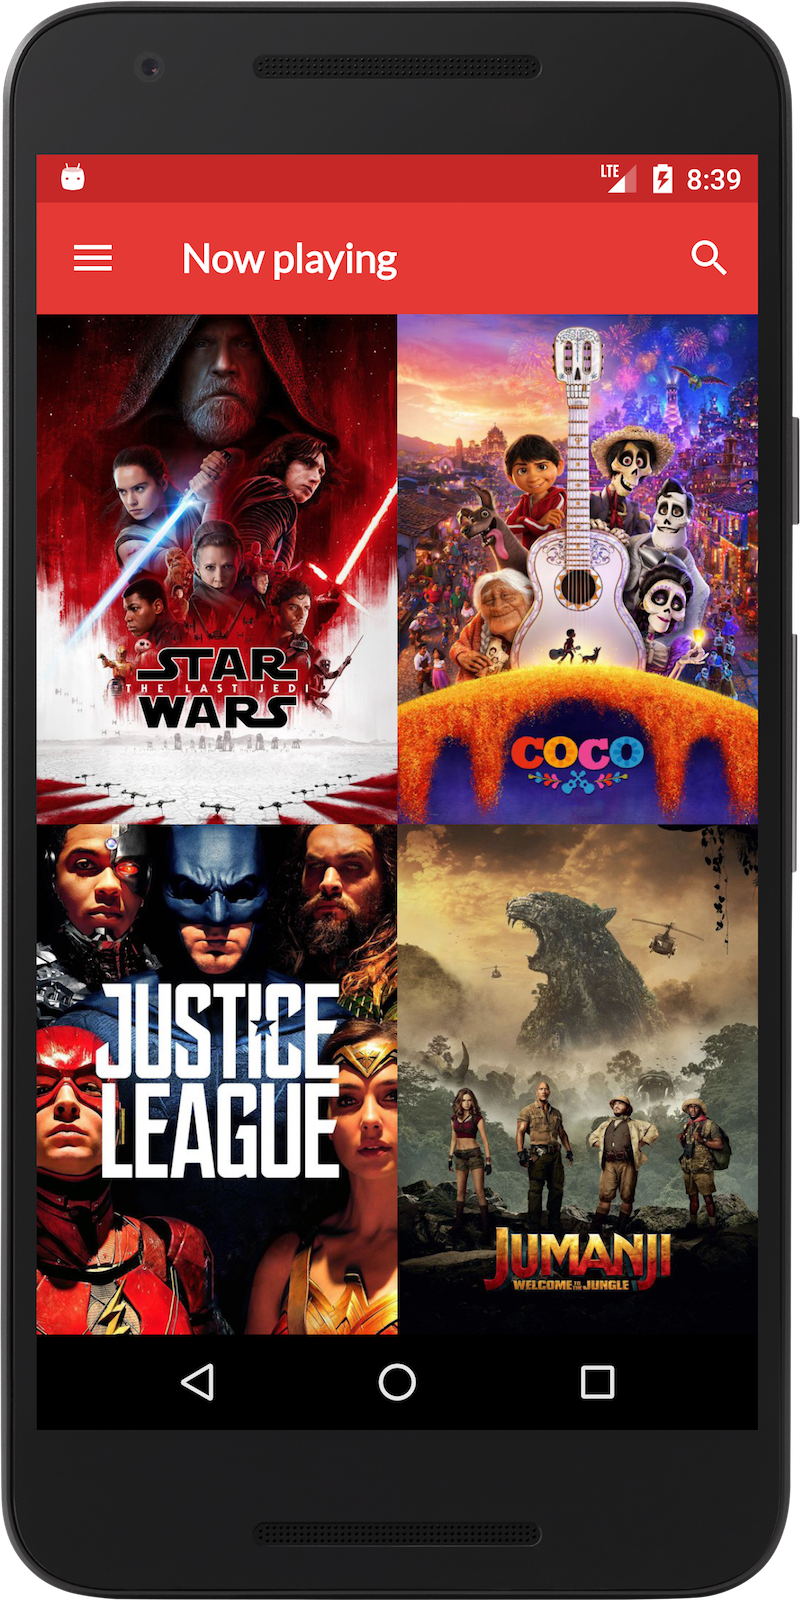 LTE 8:39
Now playing
STAR
THE LAST JEDI
WARS
COCO
JUSTICE
LEAGUE
JUMANJI
WELCOME TO THE JUNGLE